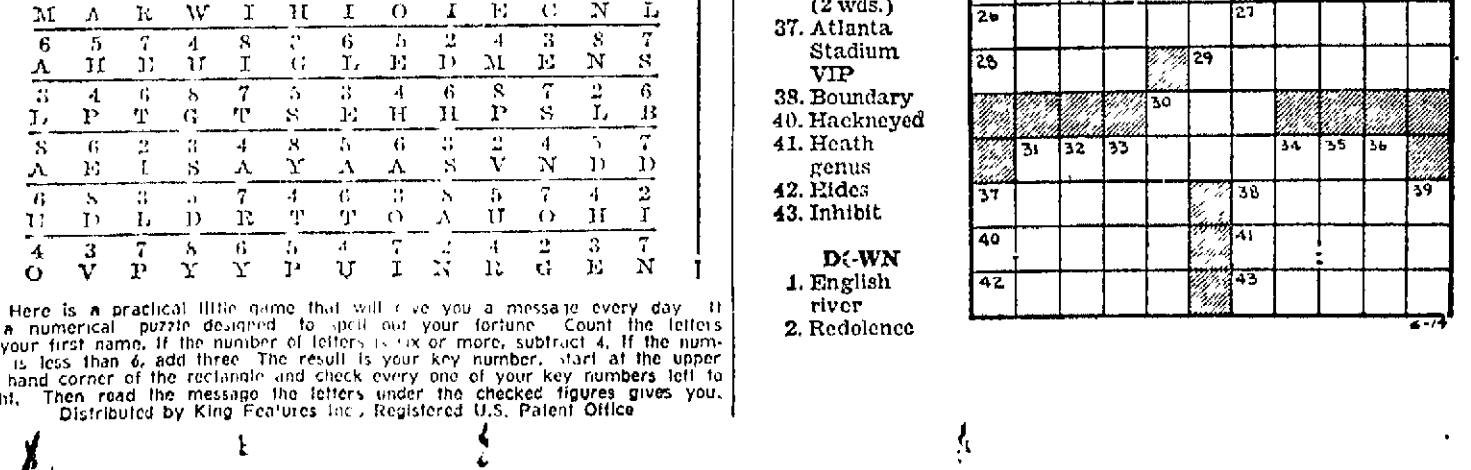 M A R W I H I O I E C N L
6 5 7 4 8 3 6 5 2 4 3 8 7
A H E U I G L E D M E N S
3 4 6 8 7 5 3 4 6 8 7 2 6
L P T G T S E H H P S L B
8 6 2 3 4 8 5 6 3 2 4 5 7
A E I S A Y A A S V N D D
6 8 3 5 7 4 6 3 8 5 7 4 2
U D L D R T T O A U O H I
4 3 7 8 6 5 4 7 2 4 2 3 7
O V P Y Y P U I N R G E N
Here is a practical little game that will give you a message every day It
a numerical puzzle designed to spell out your fortune Count the letters
your first name. If the number of letters is six or more, subtract 4. If the num-
is less than 6, add three The result is your key number. start at the upper
hand corner of the rectangle and check every one of your key numbers left to
ht. Then read the message the letters under the checked figures gives you.
Distributed by King Features Inc., Registered U.S. Patent Office
(2 wds.)
37. Atlanta
Stadium
VIP
38. Boundary
40. Hackneyed
41. Heath
genus
42. Hides
43. Inhibit
DOWN
1. English
river
2. Redolence
26 27
28 29
30
31 32 33 34 35 36
37 38 39
40 41
42 43
6-14